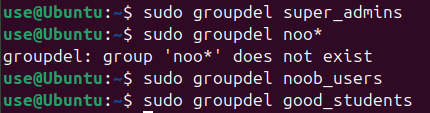 use@Ubuntu:~$ sudo groupdel super_admins
use@Ubuntu:~$ sudo groupdel noo*
groupdel: group 'noo*' does not exist
use@Ubuntu:~$ sudo groupdel noob_users
use@Ubuntu:~$ sudo groupdel good_students